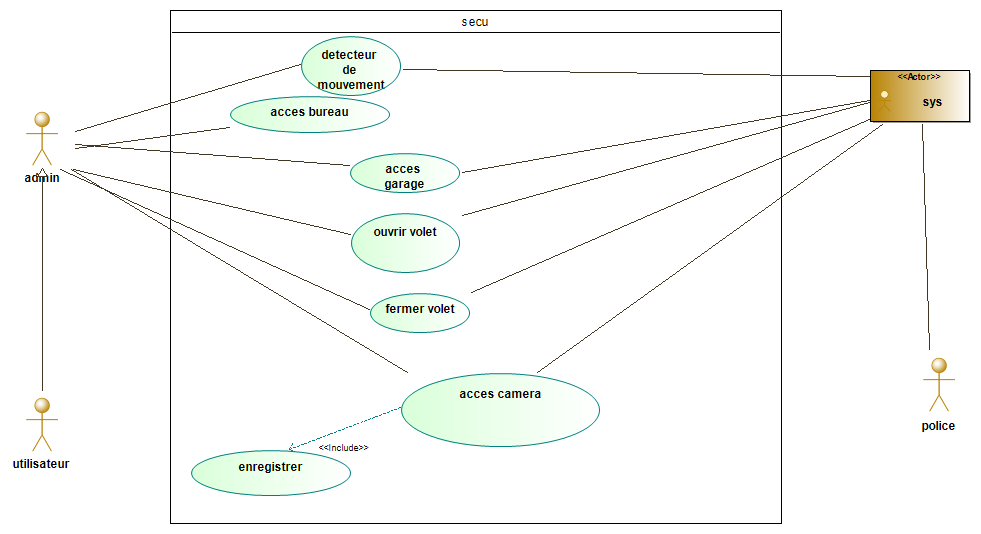 secu
detecteur
de
mouvement
<<Actor>>
sys
acces bureau
admin
acces
garage
ouvrir volet
fermer volet
acces camera
police
<<Include>>
utilisateur
enregistrer